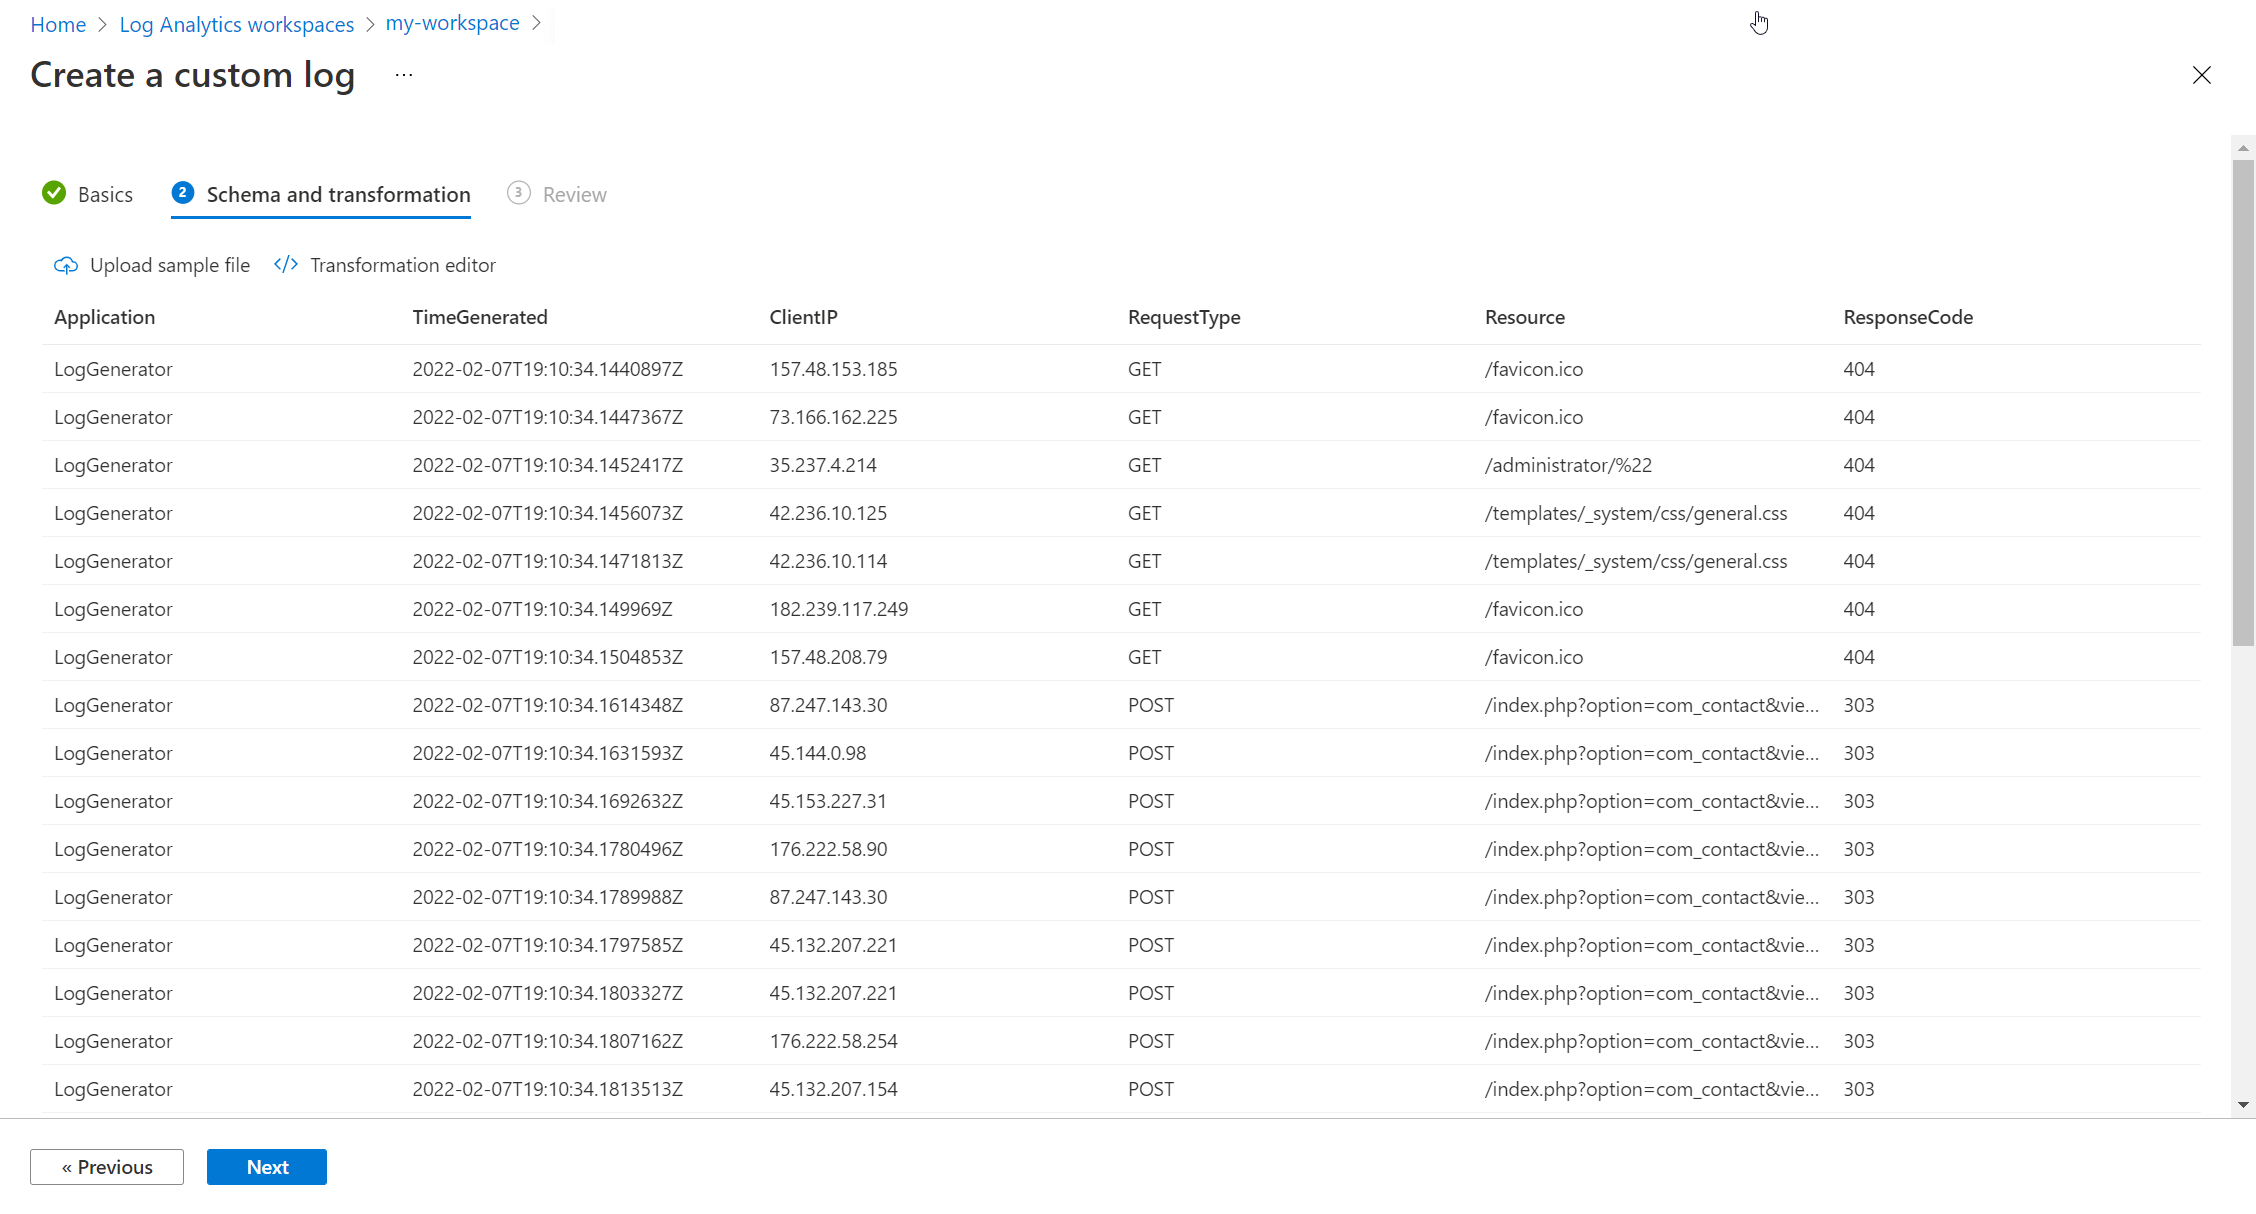 Home > Log Analytics workspaces > my-workspace >
Create a custom log ...
Basics 2 Schema and transformation 3 Review
Upload sample file </> Transformation editor
Application TimeGenerated ClientIP RequestType Resource ResponseCode
LogGenerator 2022-02-07T19:10:34.1440897Z 157.48.153.185 GET /favicon.ico 404
LogGenerator 2022-02-07T19:10:34.1447367Z 73.166.162.225 GET /favicon.ico 404
LogGenerator 2022-02-07T19:10:34.1452417Z 35.237.4.214 GET /administrator/%22 404
LogGenerator 2022-02-07T19:10:34.1456073Z 42.236.10.125 GET /templates/_system/css/general.css 404
LogGenerator 2022-02-07T19:10:34.1471813Z 42.236.10.114 GET /templates/_system/css/general.css 404
LogGenerator 2022-02-07T19:10:34.149969Z 182.239.117.249 GET /favicon.ico 404
LogGenerator 2022-02-07T19:10:34.1504853Z 157.48.208.79 GET /favicon.ico 404
LogGenerator 2022-02-07T19:10:34.1614348Z 87.247.143.30 POST /index.php?option=com_contact&vie... 303
LogGenerator 2022-02-07T19:10:34.1631593Z 45.144.0.98 POST /index.php?option=com_contact&vie... 303
LogGenerator 2022-02-07T19:10:34.1692632Z 45.153.227.31 POST /index.php?option=com_contact&vie... 303
LogGenerator 2022-02-07T19:10:34.1780496Z 176.222.58.90 POST /index.php?option=com_contact&vie... 303
LogGenerator 2022-02-07T19:10:34.1789988Z 87.247.143.30 POST /index.php?option=com_contact&vie... 303
LogGenerator 2022-02-07T19:10:34.1797585Z 45.132.207.221 POST /index.php?option=com_contact&vie... 303
LogGenerator 2022-02-07T19:10:34.1803327Z 45.132.207.221 POST /index.php?option=com_contact&vie... 303
LogGenerator 2022-02-07T19:10:34.1807162Z 176.222.58.254 POST /index.php?option=com_contact&vie... 303
LogGenerator 2022-02-07T19:10:34.1813513Z 45.132.207.154 POST /index.php?option=com_contact&vie... 303
« Previous Next